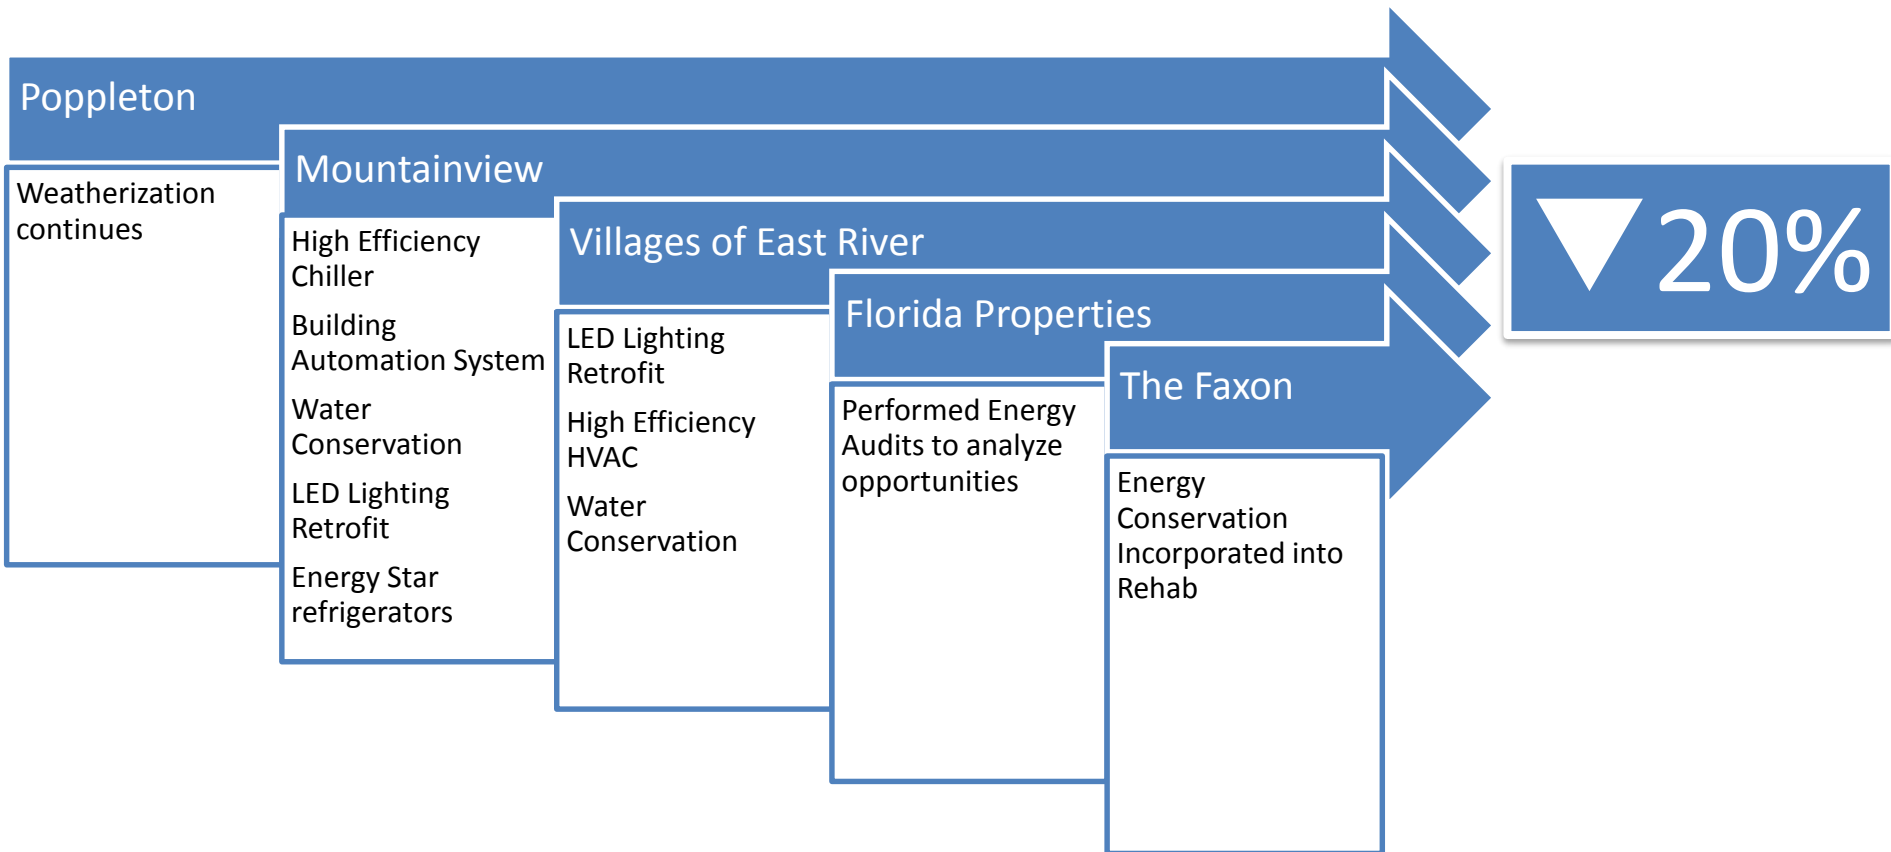 Poppleton
Weatherization
continues
Mountainview
High Efficiency
Chiller
Building
Automation System
Water
Conservation
LED Lighting
Retrofit
Energy Star
refrigerators
Villages of East River
LED Lighting
Retrofit
High Efficiency
HVAC
Water
Conservation
Florida Properties
Performed Energy
Audits to analyze
opportunities
The Faxon
Energy
Conservation
Incorporated into
Rehab
▼20%